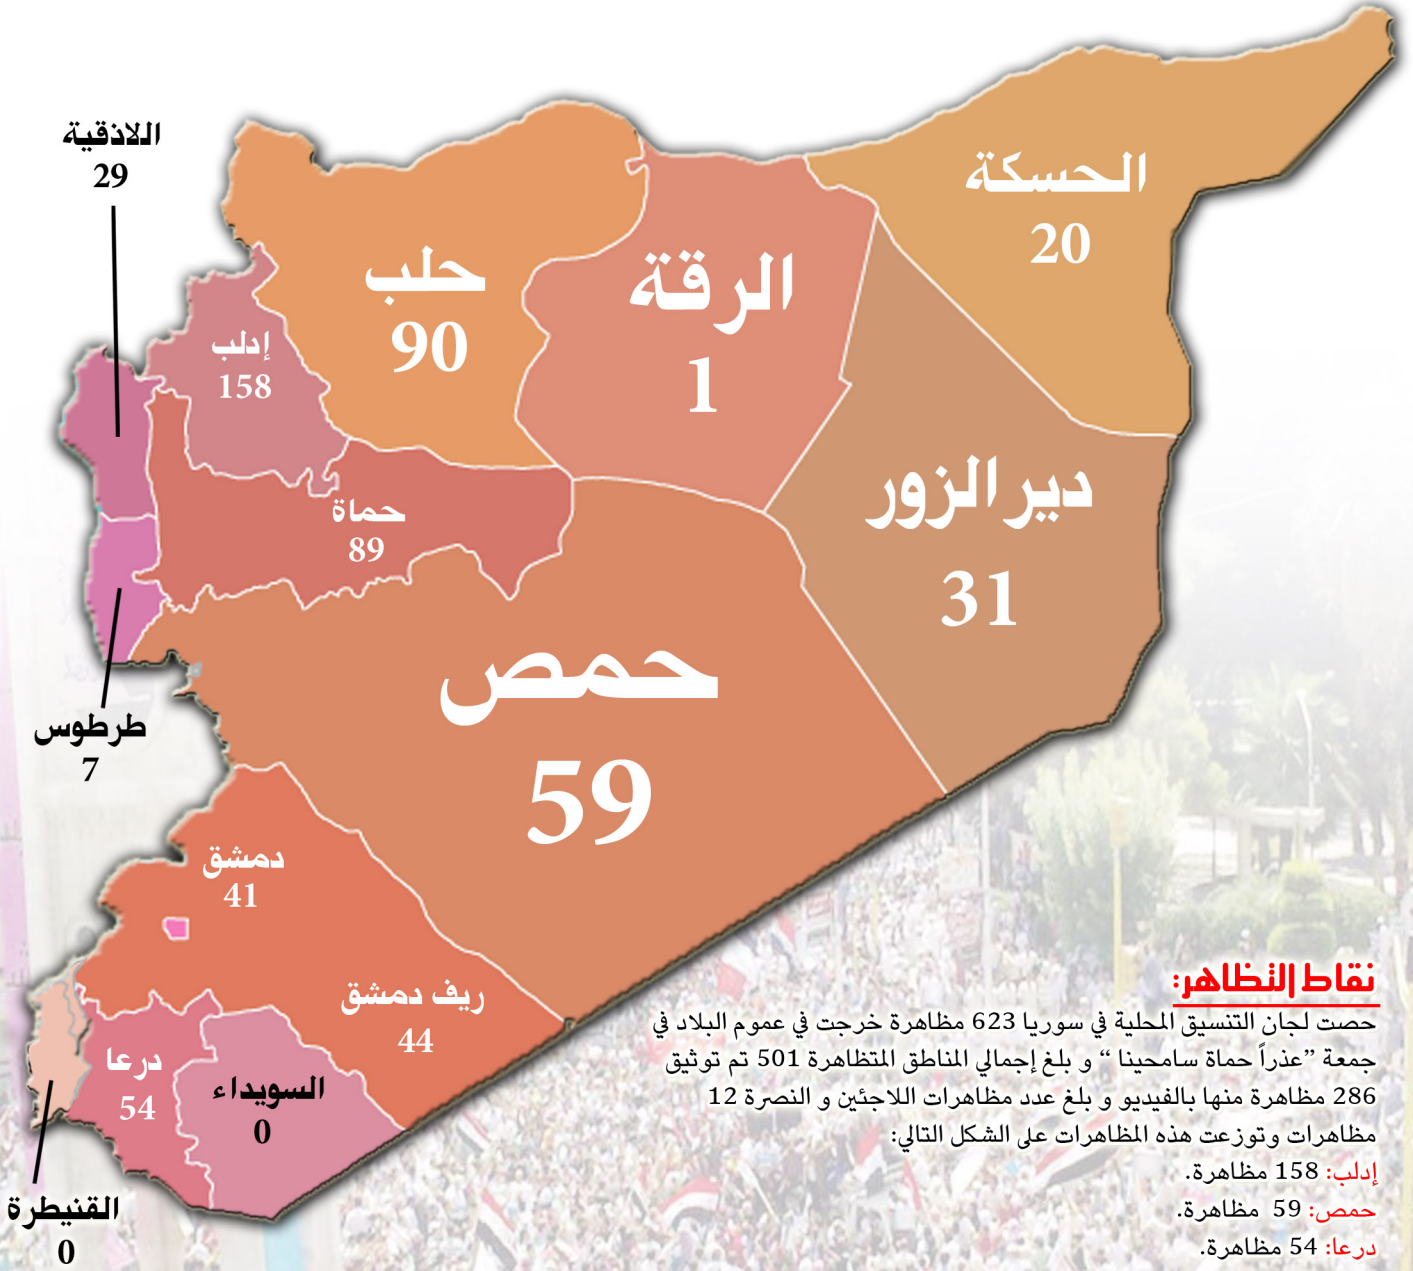 اللاذقية
29
الحسكة
20
حلب
90
الرقة
1
إدلب
158
دير الزور
31
حماة
89
حمص
59
طرطوس
7
دمشق
41
ريف دمشق
44
درعا
54
السويداء
0
القنيطرة
0
نقاط التظاهر:
حصت لجان التنسيق المحلية في سوريا 623 مظاهرة خرجت في عموم البلاد في
جمعة ”عذراً حماة سامحينا “ و بلغ إجمالي المناطق المتظاهرة 501 تم توثيق
286 مظاهرة منها بالفيديو و بلغ عدد مظاهرات اللاجئين و النصرة 12
مظاهرات وتوزعت هذه المظاهرات على الشكل التالي:
إدلب: 158 مظاهرة.
حمص: 59 مظاهرة.
درعا: 54 مظاهرة.